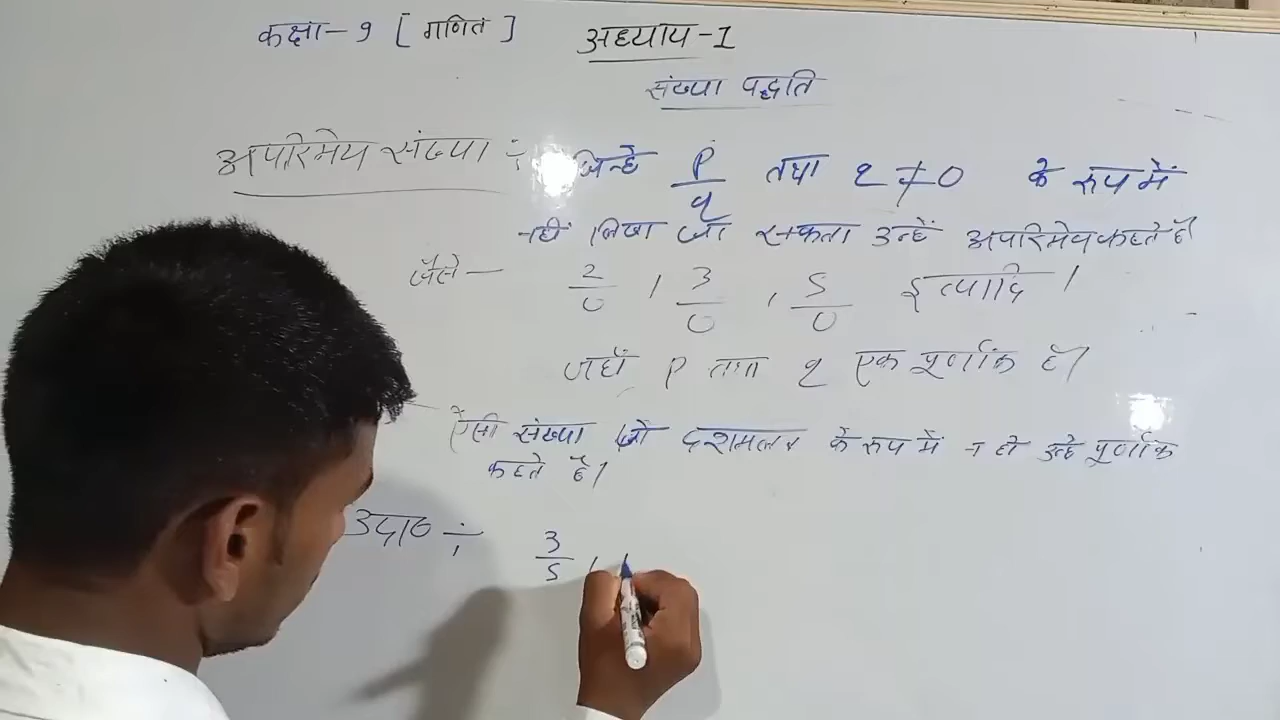 कक्षा-9 [ गणित ] अध्याय-1
संख्या पद्धति
अपरिमेय संख्या ÷ जिन्हे P/q तथा q ≠ 0 के रूप में
नहीं लिखा जा सकता उन्हें अपरिमेय कहते हैं
जैसे- 2/0 , 3/0 , 5/0 इत्यादि ।
जहाँ P तथा q एक पूर्णांक है।
ऐसी संख्या जो दशमलव के रूप में न हो उन्हे पूर्णांक
कहते है।
उदा० ÷ 3/5 ,